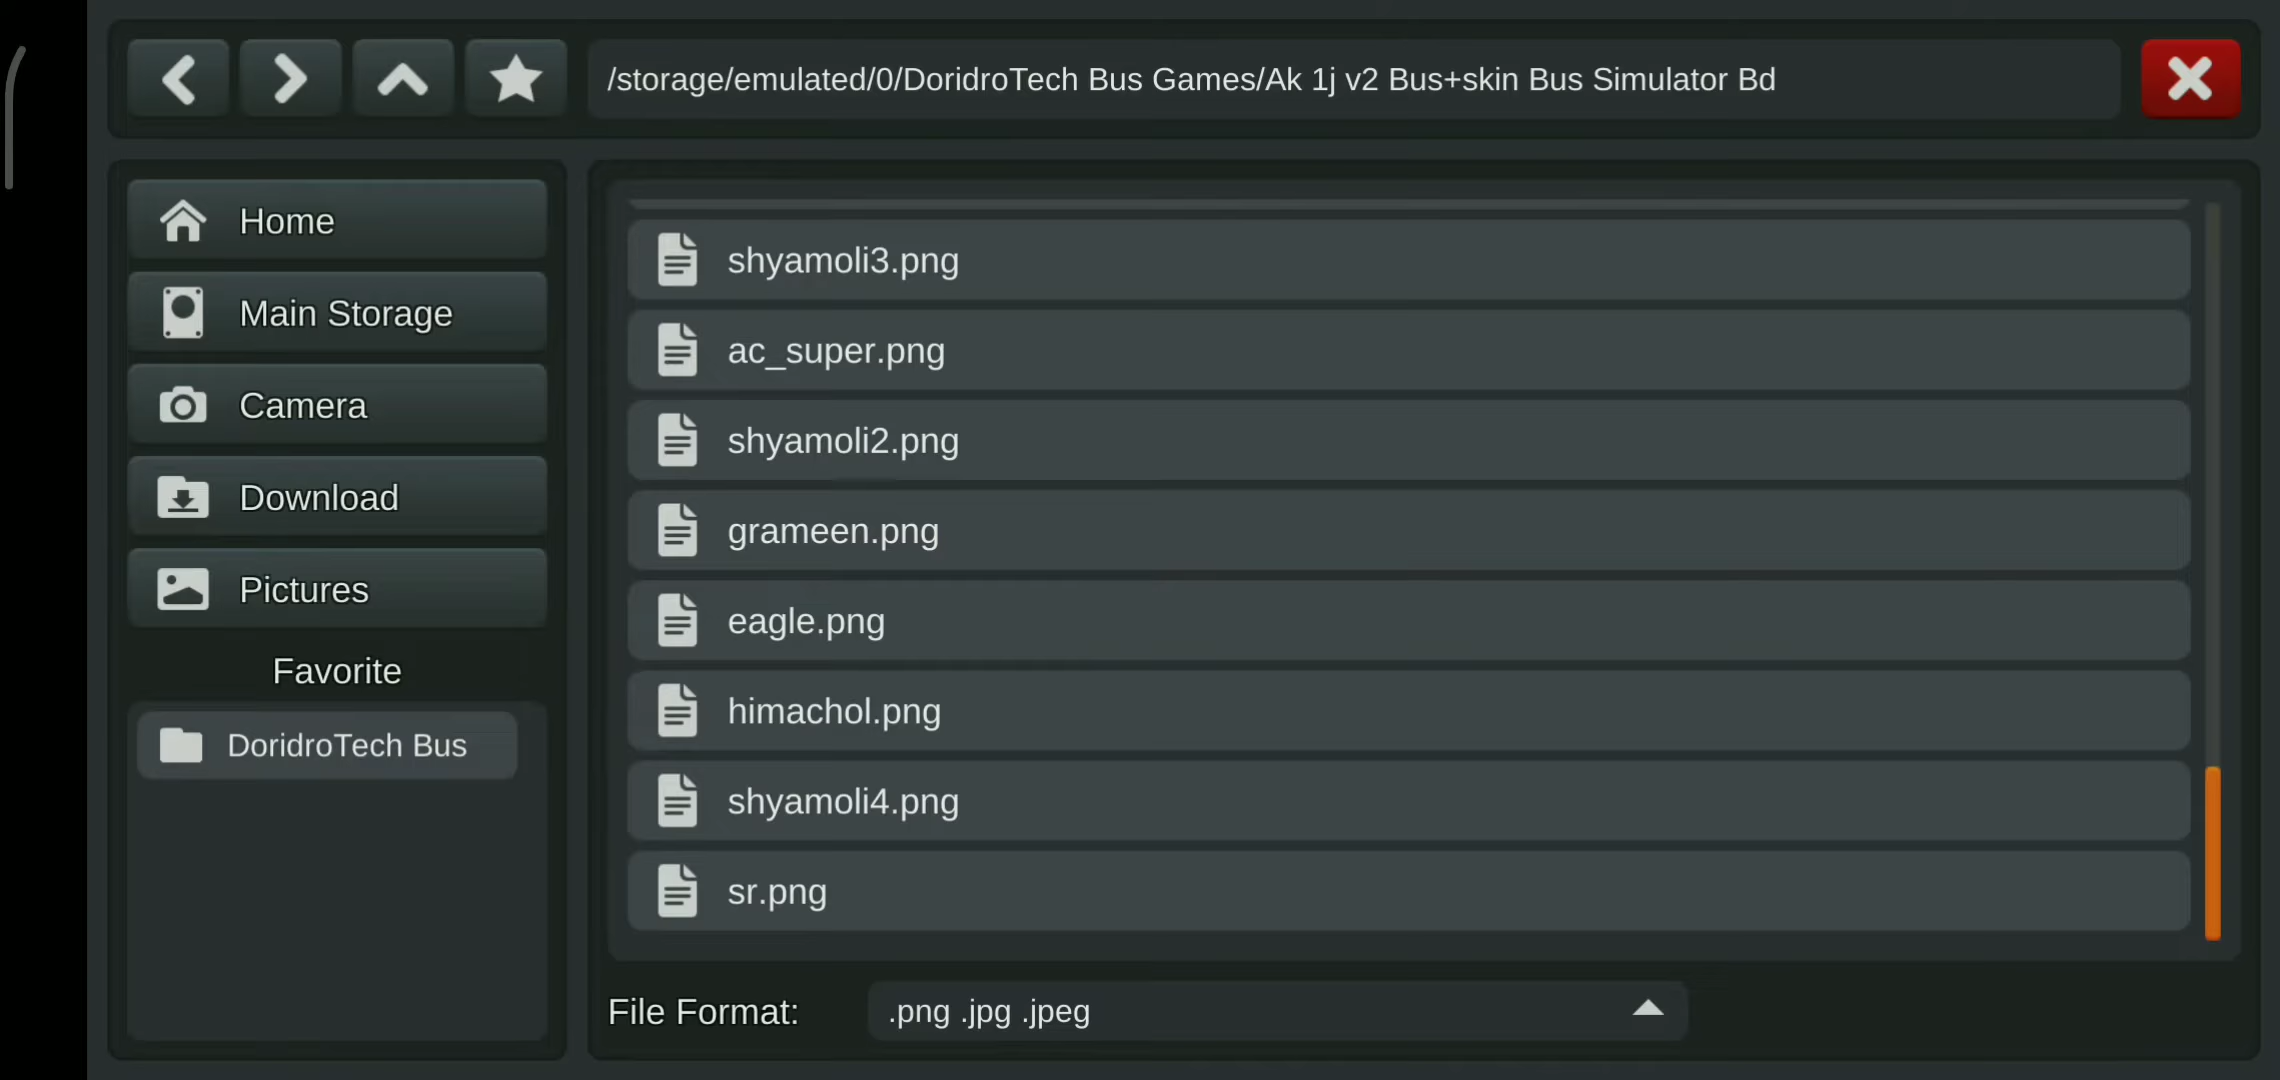 /storage/emulated/0/DoridroTech Bus Games/Ak 1j v2 Bus+skin Bus Simulator Bd
Home
Main Storage
Camera
Download
Pictures
Favorite
DoridroTech Bus
shyamoli3.png
ac_super.png
shyamoli2.png
grameen.png
eagle.png
himachol.png
shyamoli4.png
sr.png
File Format:
.png .jpg .jpeg